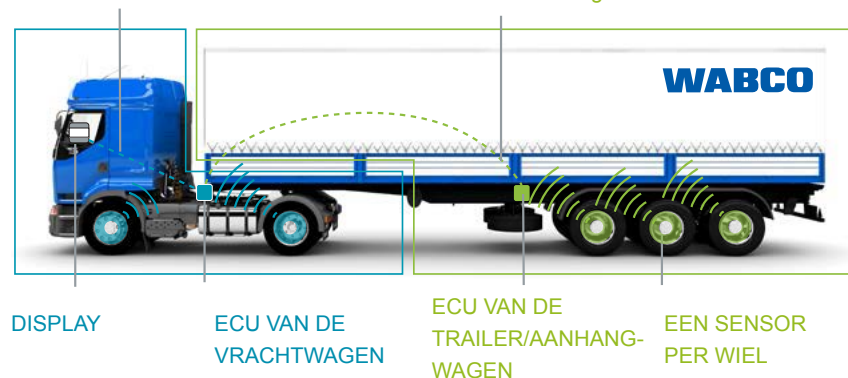 WABCO
DISPLAY
ECU VAN DE
VRACHTWAGEN
ECU VAN DE
TRAILER/AANHANG-
WAGEN
EEN SENSOR
PER WIEL